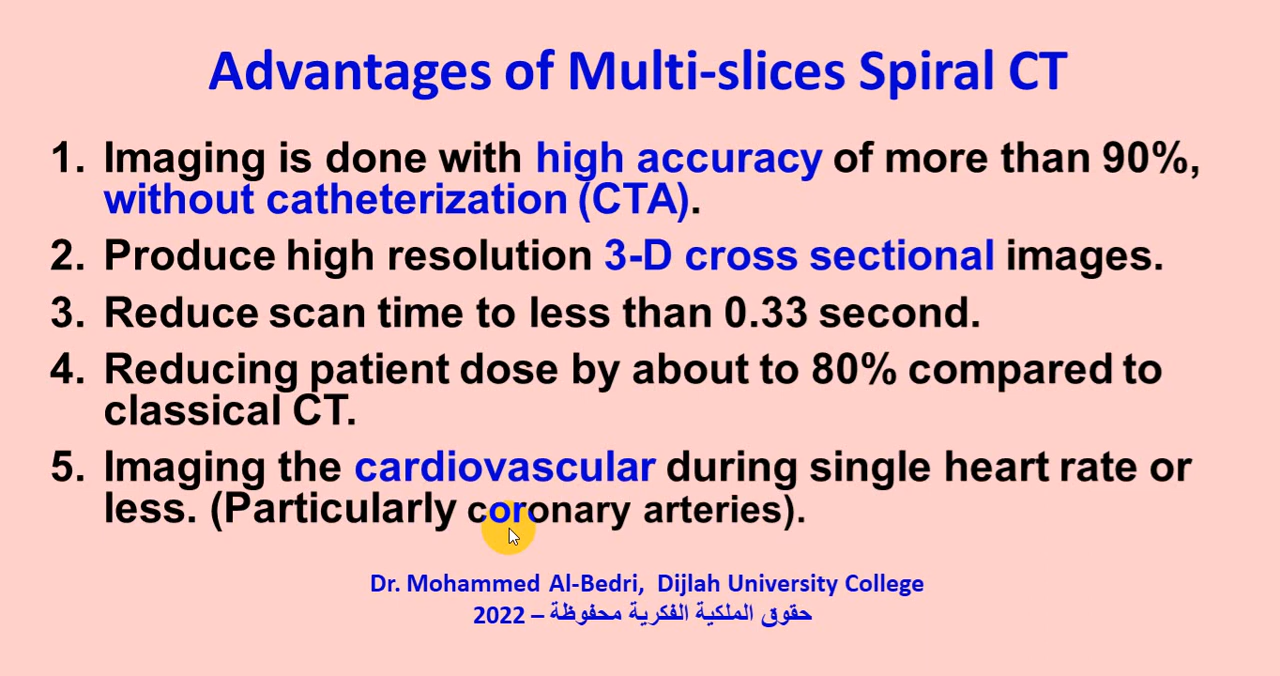 Advantages of Multi-slices Spiral CT
1. Imaging is done with high accuracy of more than 90%,
without catheterization (CTA).
2. Produce high resolution 3-D cross sectional images.
3. Reduce scan time to less than 0.33 second.
4. Reducing patient dose by about to 80% compared to
classical CT.
5. Imaging the cardiovascular during single heart rate or
less. (Particularly coronary arteries).
Dr. Mohammed Al-Bedri, Dijlah University College
حقوق الملكية الفكرية محفوظة – 2022